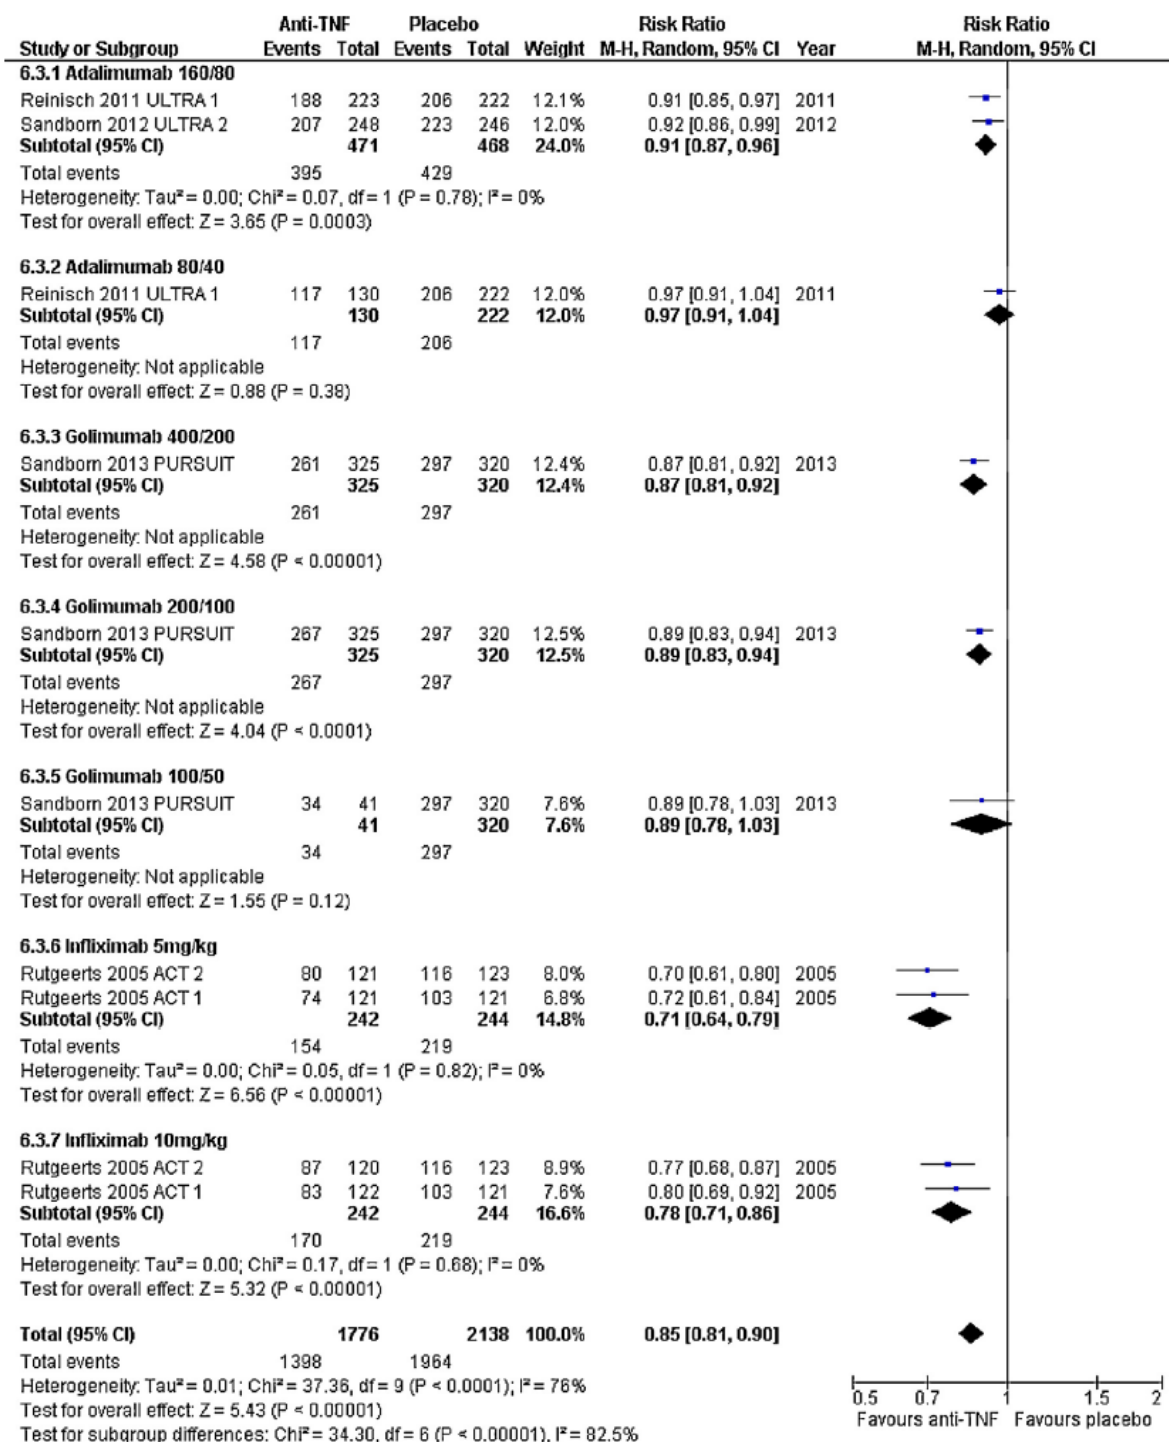 Anti-TNF Placebo Risk Ratio Risk Ratio
Study or Subgroup Events Total Events Total Weight M-H, Random, 95% CI Year M-H, Random, 95% CI
6.3.1 Adalimumab 160/80
Reinisch 2011 ULTRA 1 188 223 206 222 12.1% 0.91 [0.85, 0.97] 2011
Sandborn 2012 ULTRA 2 207 248 223 246 12.0% 0.92 [0.86, 0.99] 2012
Subtotal (95% CI) 471 468 24.0% 0.91 [0.87, 0.96]
Total events 395 429
Heterogeneity: Tau² = 0.00; Chi² = 0.07, df = 1 (P = 0.78); I² = 0%
Test for overall effect: Z = 3.65 (P = 0.0003)
6.3.2 Adalimumab 80/40
Reinisch 2011 ULTRA 1 117 130 206 222 12.0% 0.97 [0.91, 1.04] 2011
Subtotal (95% CI) 130 222 12.0% 0.97 [0.91, 1.04]
Total events 117 206
Heterogeneity: Not applicable
Test for overall effect: Z = 0.88 (P = 0.38)
6.3.3 Golimumab 400/200
Sandborn 2013 PURSUIT 261 325 297 320 12.4% 0.87 [0.81, 0.92] 2013
Subtotal (95% CI) 325 320 12.4% 0.87 [0.81, 0.92]
Total events 261 297
Heterogeneity: Not applicable
Test for overall effect: Z = 4.58 (P < 0.00001)
6.3.4 Golimumab 200/100
Sandborn 2013 PURSUIT 267 325 297 320 12.5% 0.89 [0.83, 0.94] 2013
Subtotal (95% CI) 325 320 12.5% 0.89 [0.83, 0.94]
Total events 267 297
Heterogeneity: Not applicable
Test for overall effect: Z = 4.04 (P < 0.0001)
6.3.5 Golimumab 100/50
Sandborn 2013 PURSUIT 34 41 297 320 7.6% 0.89 [0.78, 1.03] 2013
Subtotal (95% CI) 41 320 7.6% 0.89 [0.78, 1.03]
Total events 34 297
Heterogeneity: Not applicable
Test for overall effect: Z = 1.55 (P = 0.12)
6.3.6 Infliximab 5mg/kg
Rutgeerts 2005 ACT 2 80 121 116 123 8.0% 0.70 [0.61, 0.80] 2005
Rutgeerts 2005 ACT 1 74 121 103 121 6.8% 0.72 [0.61, 0.84] 2005
Subtotal (95% CI) 242 244 14.8% 0.71 [0.64, 0.79]
Total events 154 219
Heterogeneity: Tau² = 0.00; Chi² = 0.05, df = 1 (P = 0.82); I² = 0%
Test for overall effect: Z = 6.56 (P < 0.00001)
6.3.7 Infliximab 10mg/kg
Rutgeerts 2005 ACT 2 87 120 116 123 8.9% 0.77 [0.68, 0.87] 2005
Rutgeerts 2005 ACT 1 83 122 103 121 7.6% 0.80 [0.69, 0.92] 2005
Subtotal (95% CI) 242 244 16.6% 0.78 [0.71, 0.86]
Total events 170 219
Heterogeneity: Tau² = 0.00; Chi² = 0.17, df = 1 (P = 0.68); I² = 0%
Test for overall effect: Z = 5.32 (P < 0.00001)
Total (95% CI) 1776 2138 100.0% 0.85 [0.81, 0.90]
Total events 1398 1964
Heterogeneity: Tau² = 0.01; Chi² = 37.36, df = 9 (P < 0.0001); I² = 76%
Test for overall effect: Z = 5.43 (P < 0.00001)
Test for subgroup differences: Chi² = 34.30, df = 6 (P < 0.00001), I² = 82.5%
0.5 0.7 1 1.5 2
Favours anti-TNF Favours placebo